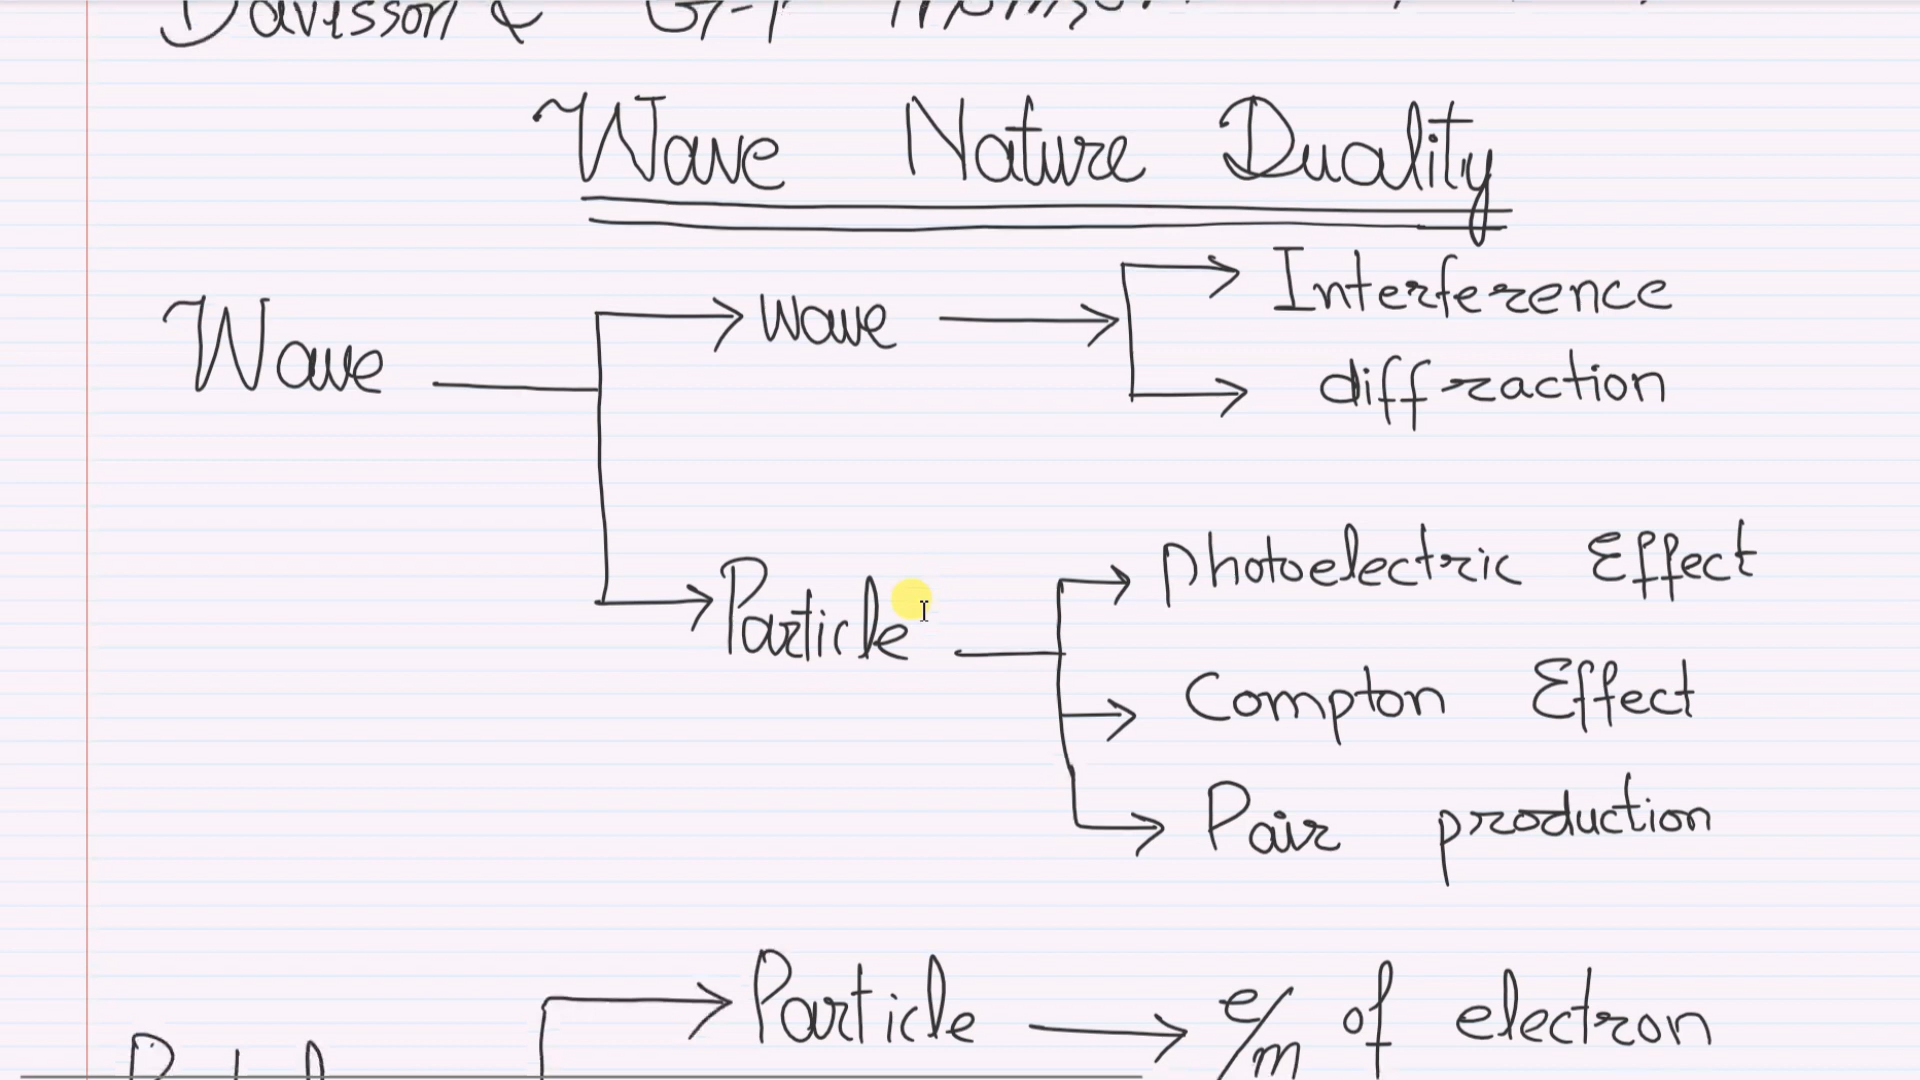 Davisson &
Wave Nature Duality
Wave
Wave
Interference
diffraction
Particle
Photoelectric Effect
Compton Effect
Pair production
Particle
e/m of electron